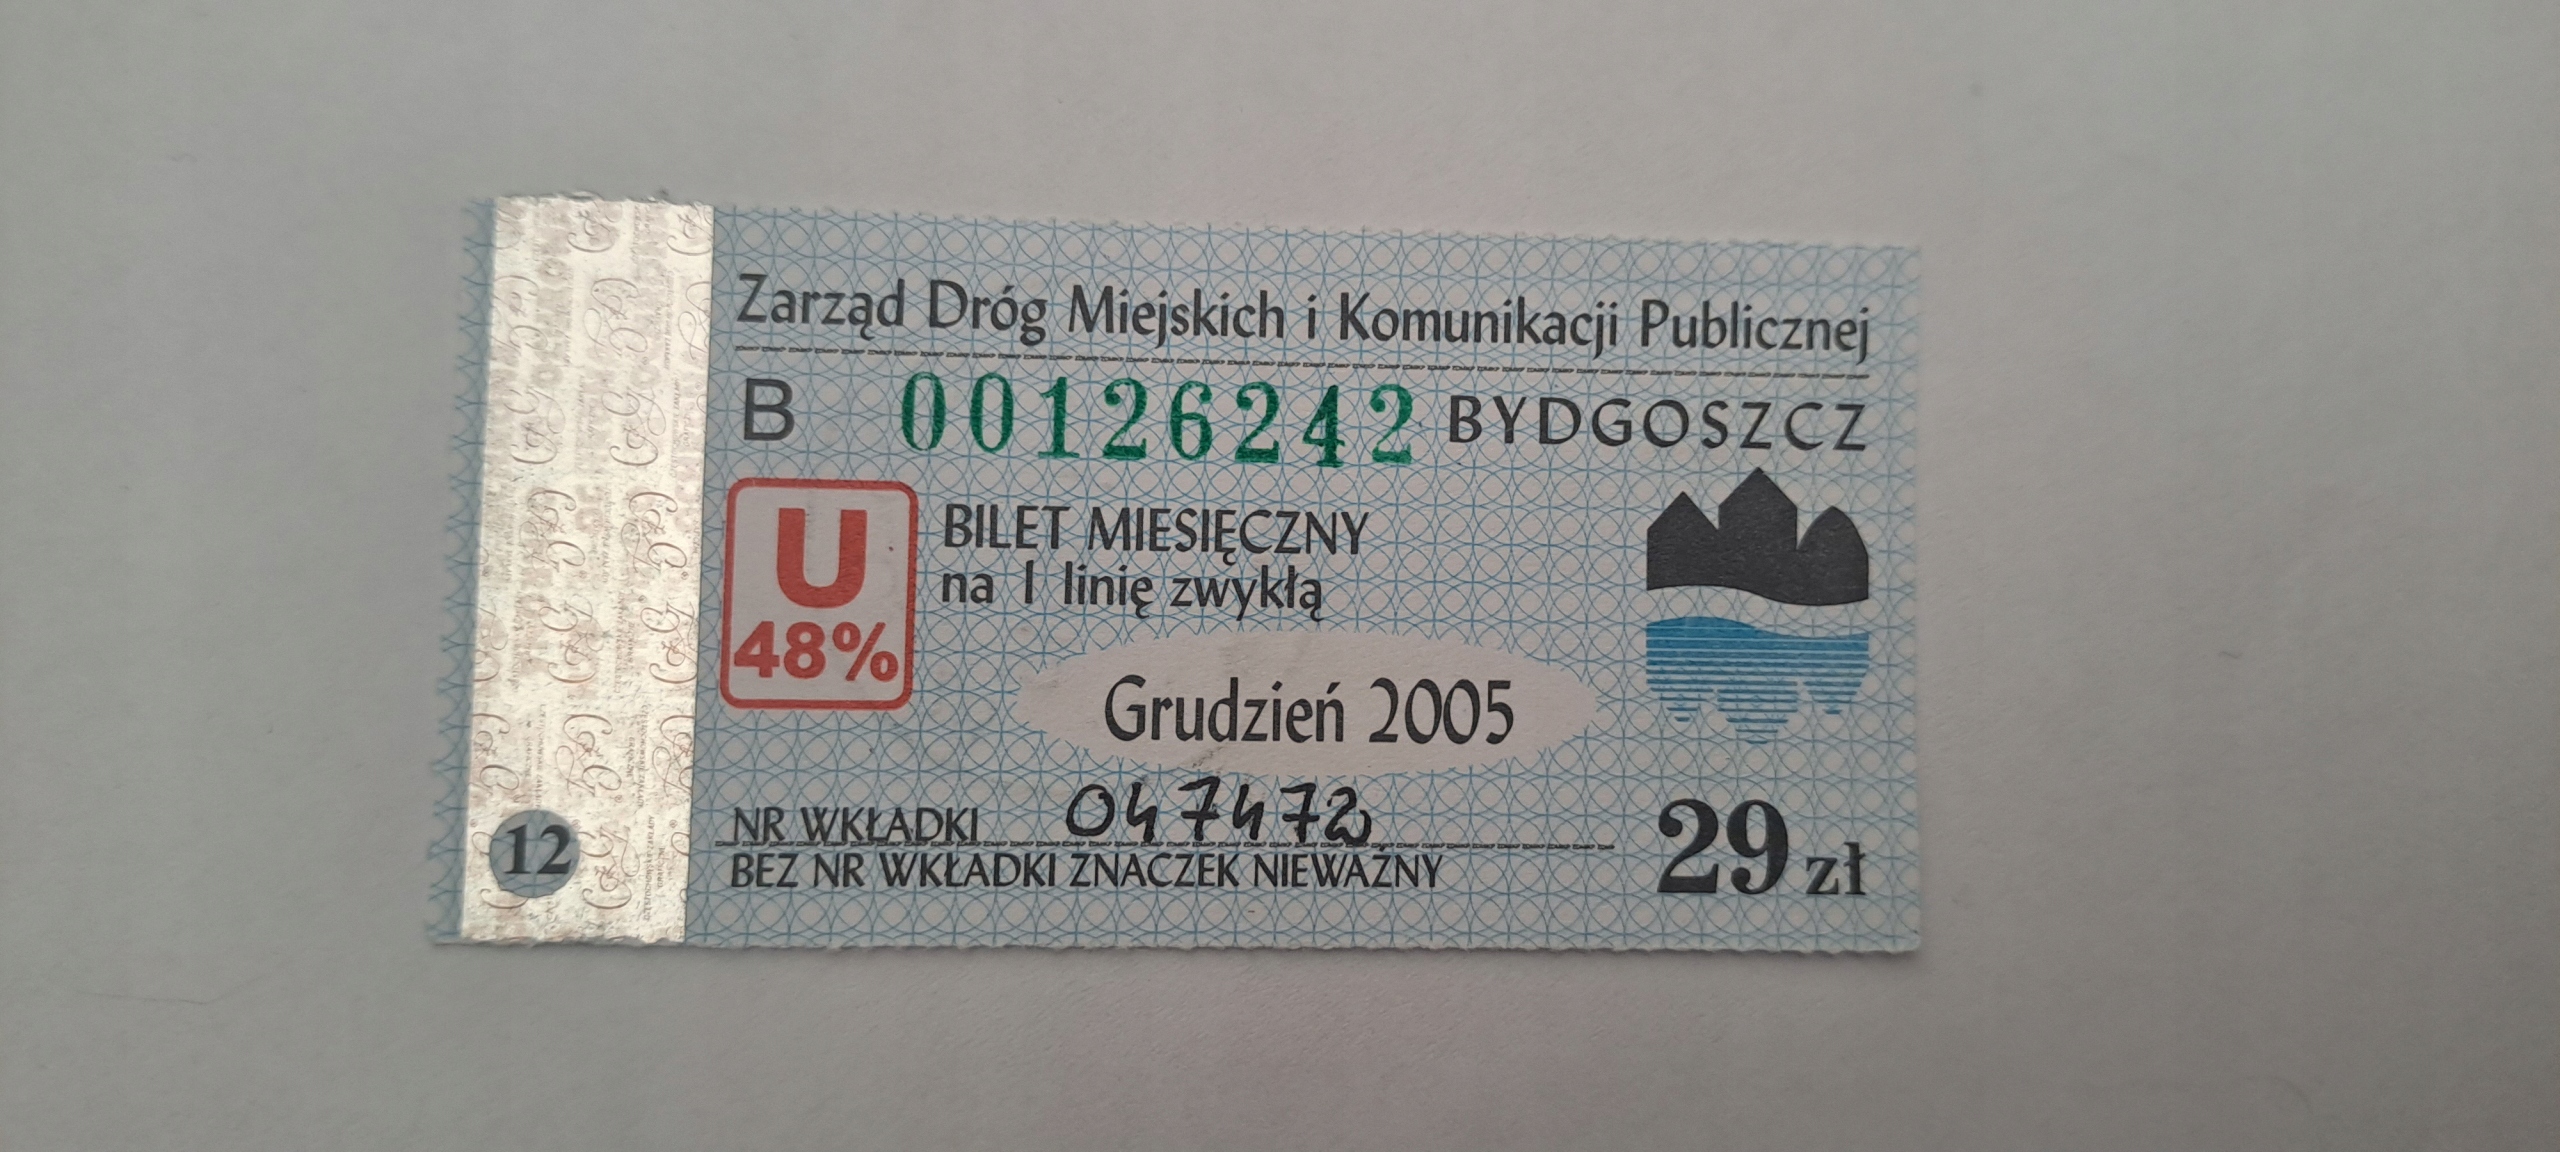 Zarząd Dróg Miejskich i Komunikacji Publicznej
B 00126242 BYDGOSZCZ
U
48%
BILET MIESIĘCZNY
na 1 linię zwykłą
Grudzień 2005
NR WKŁADKI 047472
BEZ NR WKŁADKI ZNACZEK NIEWAŻNY
29 zł
12